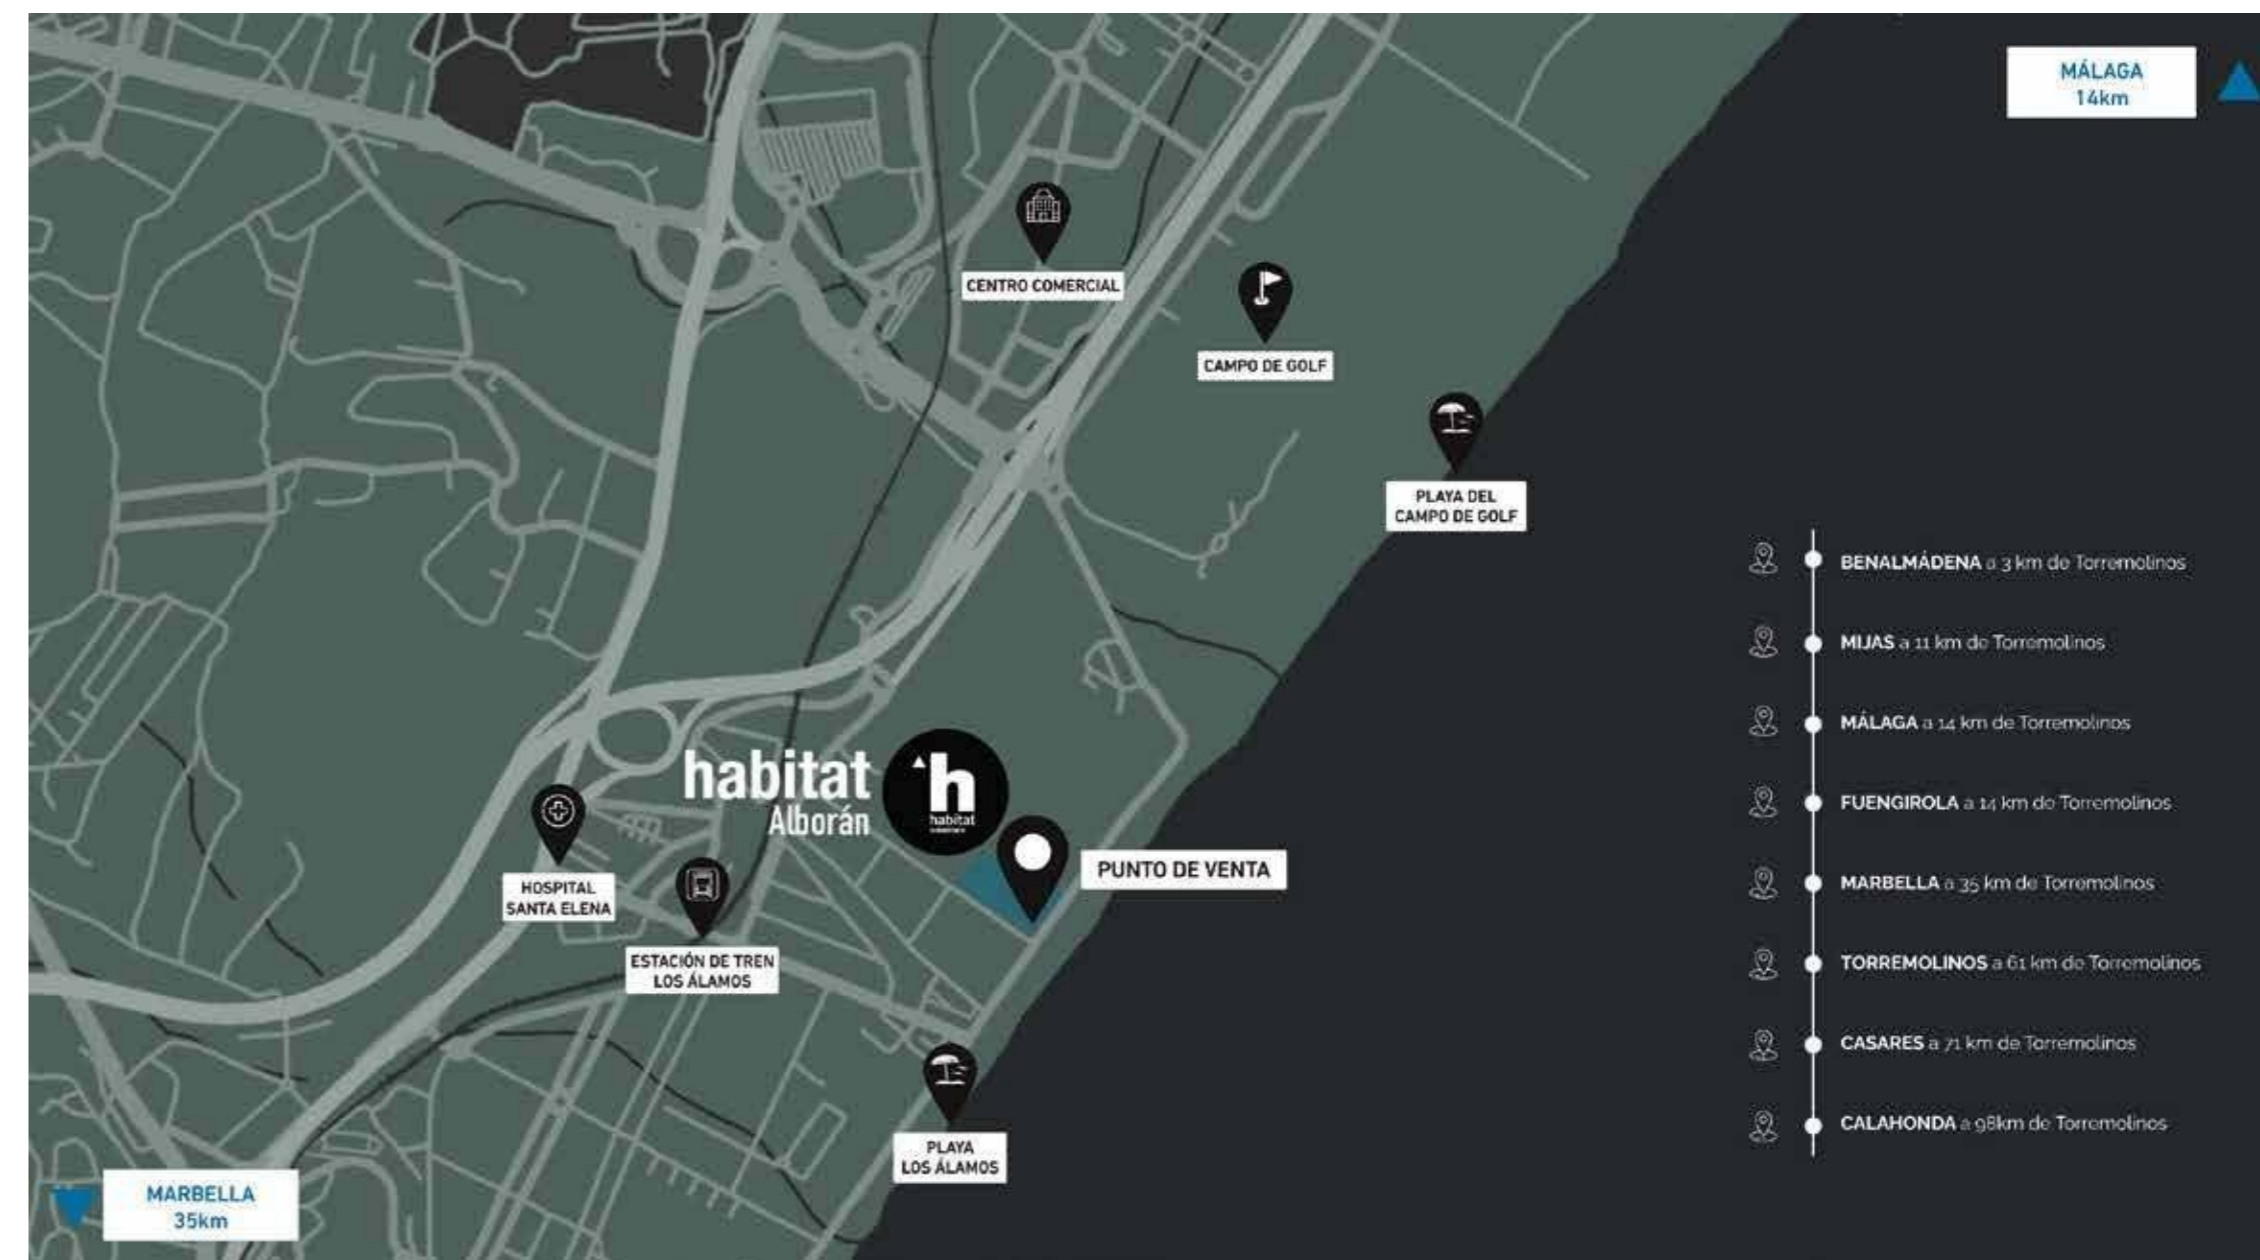 MÁLAGA
14km
CENTRO COMERCIAL
CAMPO DE GOLF
PLAYA DEL
CAMPO DE GOLF
BENALMÁDENA a 3 km de Torremolinos
MIJAS a 11 km de Torremolinos
MÁLAGA a 14 km de Torremolinos
FUENGIROLA a 14 km de Torremolinos
MARBELLA a 35 km de Torremolinos
TORREMOLINOS a 61 km de Torremolinos
CASARES a 71 km de Torremolinos
CALAHONDA a 98km de Torremolinos
habitat
Alborán
h
habitat
PUNTO DE VENTA
HOSPITAL
SANTA ELENA
ESTACIÓN DE TREN
LOS ÁLAMOS
PLAYA
LOS ÁLAMOS
MARBELLA
35km